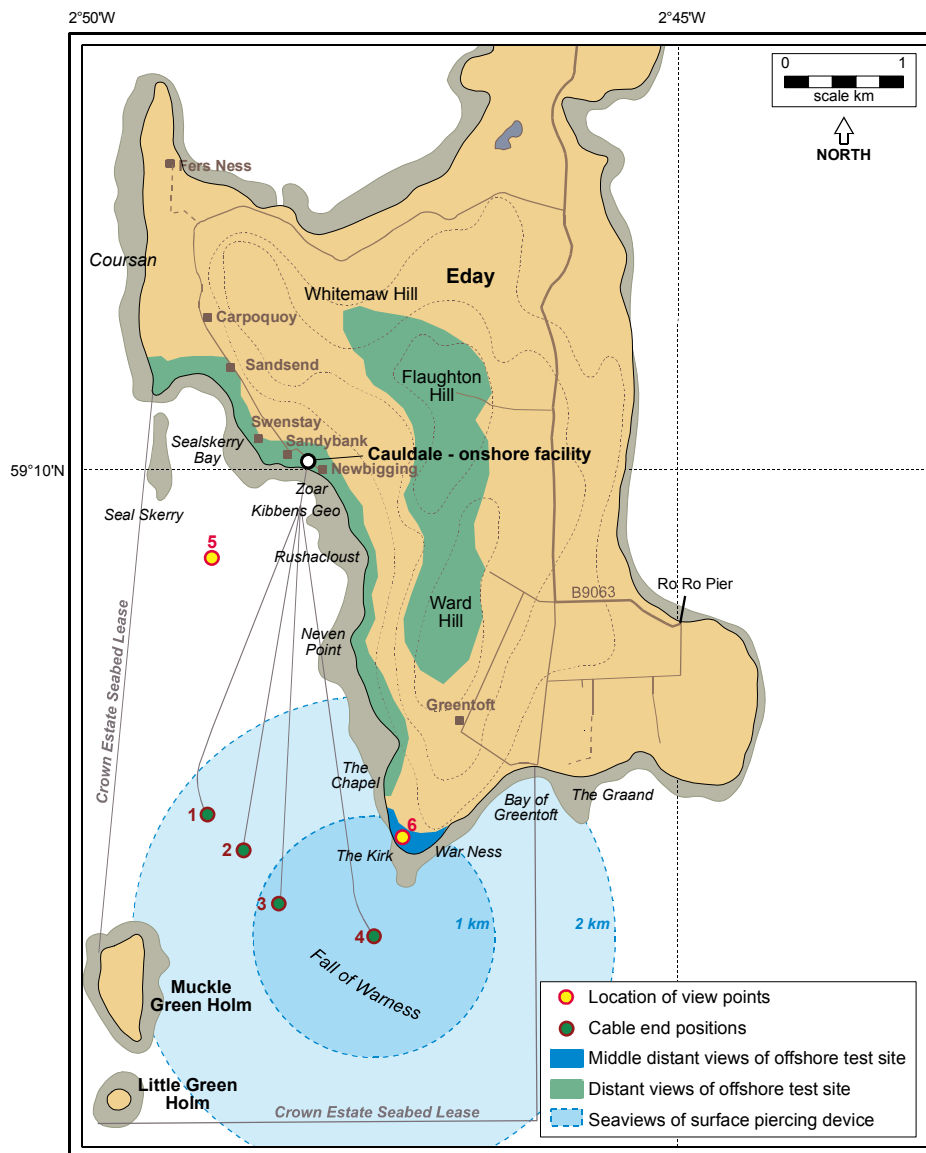 2°50'W
2°45'W
0 1
scale km
NORTH
Fers Ness
Coursan
Eday
Whitemaw Hill
Carpoquoy
Sandsend
Flaughton
Hill
Swenstay
Sealskerry
Bay
Sandybank
Cauldale - onshore facility
59°10'N
Newbigging
Zoar
Seal Skerry
Kibbens Geo
5
Rushacloust
Ro Ro Pier
B9063
Ward
Hill
Neven
Point
Crown Estate Seabed Lease
Greentoft
The
Chapel
Bay of
Greentoft
The Graand
1
6
2
The Kirk
War Ness
3
1 km
2 km
4
Fall of Warness
Muckle
Green Holm
Little Green
Holm
Crown Estate Seabed Lease
Location of view points
Cable end positions
Middle distant views of offshore test site
Distant views of offshore test site
Seaviews of surface piercing device